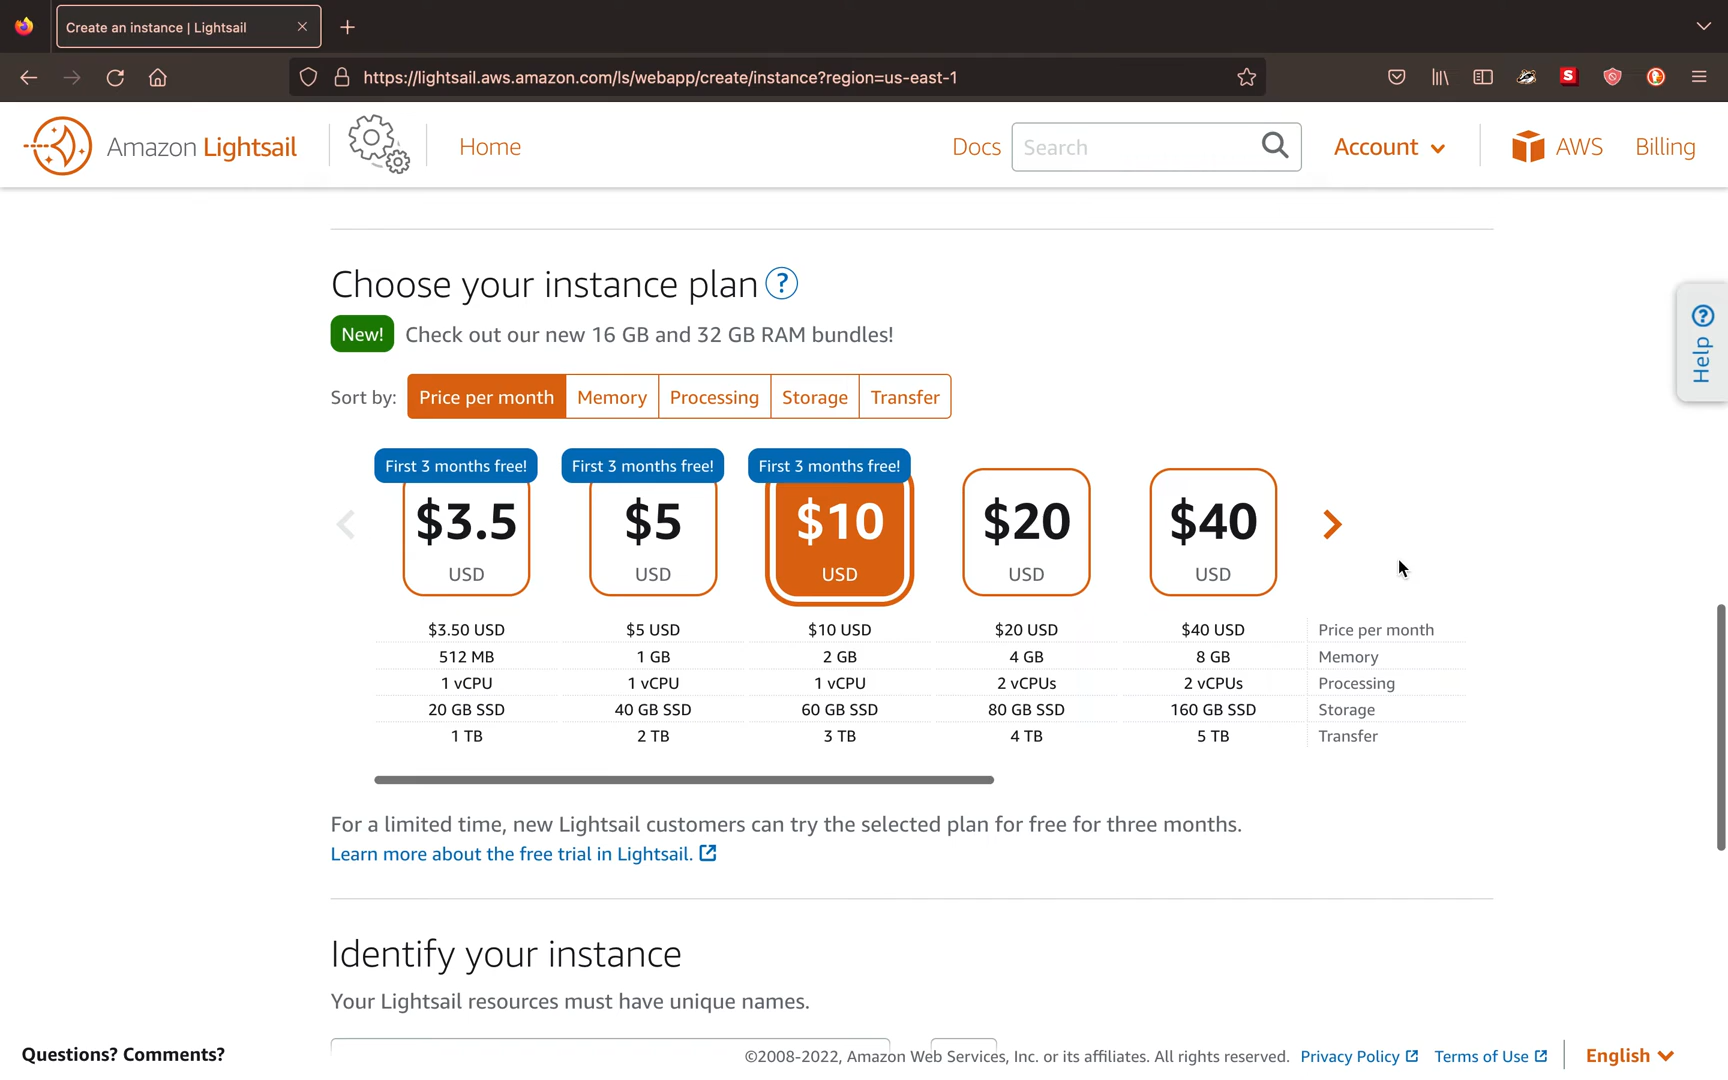 Create an instance | Lightsail
https://lightsail.aws.amazon.com/ls/webapp/create/instance?region=us-east-1
S
Amazon Lightsail
Home
Docs
Search
Account
AWS
Billing
Choose your instance plan ?
New! Check out our new 16 GB and 32 GB RAM bundles!
Help ?
Sort by: Price per month Memory Processing Storage Transfer
First 3 months free! First 3 months free! First 3 months free!
$3.5 $5 $10 $20 $40
USD USD USD USD USD
$3.50 USD $5 USD $10 USD $20 USD $40 USD Price per month
512 MB 1 GB 2 GB 4 GB 8 GB Memory
1 vCPU 1 vCPU 1 vCPU 2 vCPUs 2 vCPUs Processing
20 GB SSD 40 GB SSD 60 GB SSD 80 GB SSD 160 GB SSD Storage
1 TB 2 TB 3 TB 4 TB 5 TB Transfer
For a limited time, new Lightsail customers can try the selected plan for free for three months.
Learn more about the free trial in Lightsail.
Identify your instance
Your Lightsail resources must have unique names.
Questions? Comments?
©2008-2022, Amazon Web Services, Inc. or its affiliates. All rights reserved. Privacy Policy Terms of Use English